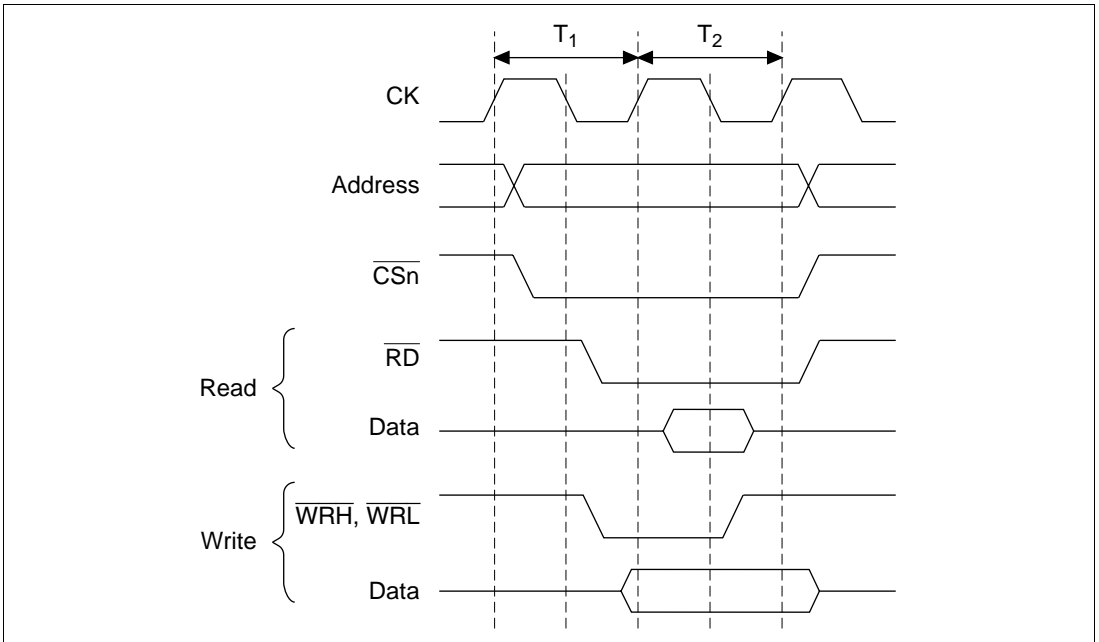 T1 T2
CK
Address
CSn
RD
Read
Data
WRH, WRL
Write
Data